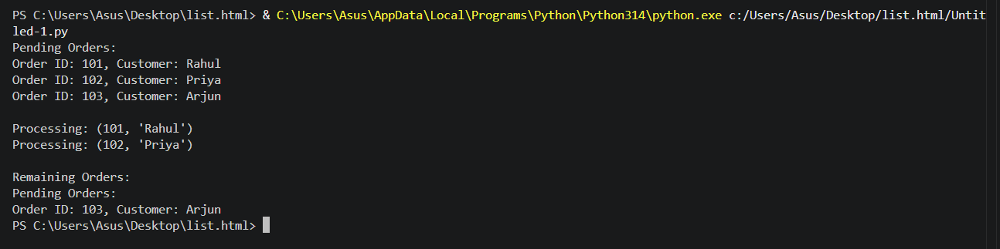 PS C:\Users\Asus\Desktop\list.html> & C:\Users\Asus\AppData\Local\Programs\Python\Python314\python.exe c:/Users/Asus/Desktop/list.html/Untit
led-1.py
Pending Orders:
Order ID: 101, Customer: Rahul
Order ID: 102, Customer: Priya
Order ID: 103, Customer: Arjun

Processing: (101, 'Rahul')
Processing: (102, 'Priya')

Remaining Orders:
Pending Orders:
Order ID: 103, Customer: Arjun
PS C:\Users\Asus\Desktop\list.html>